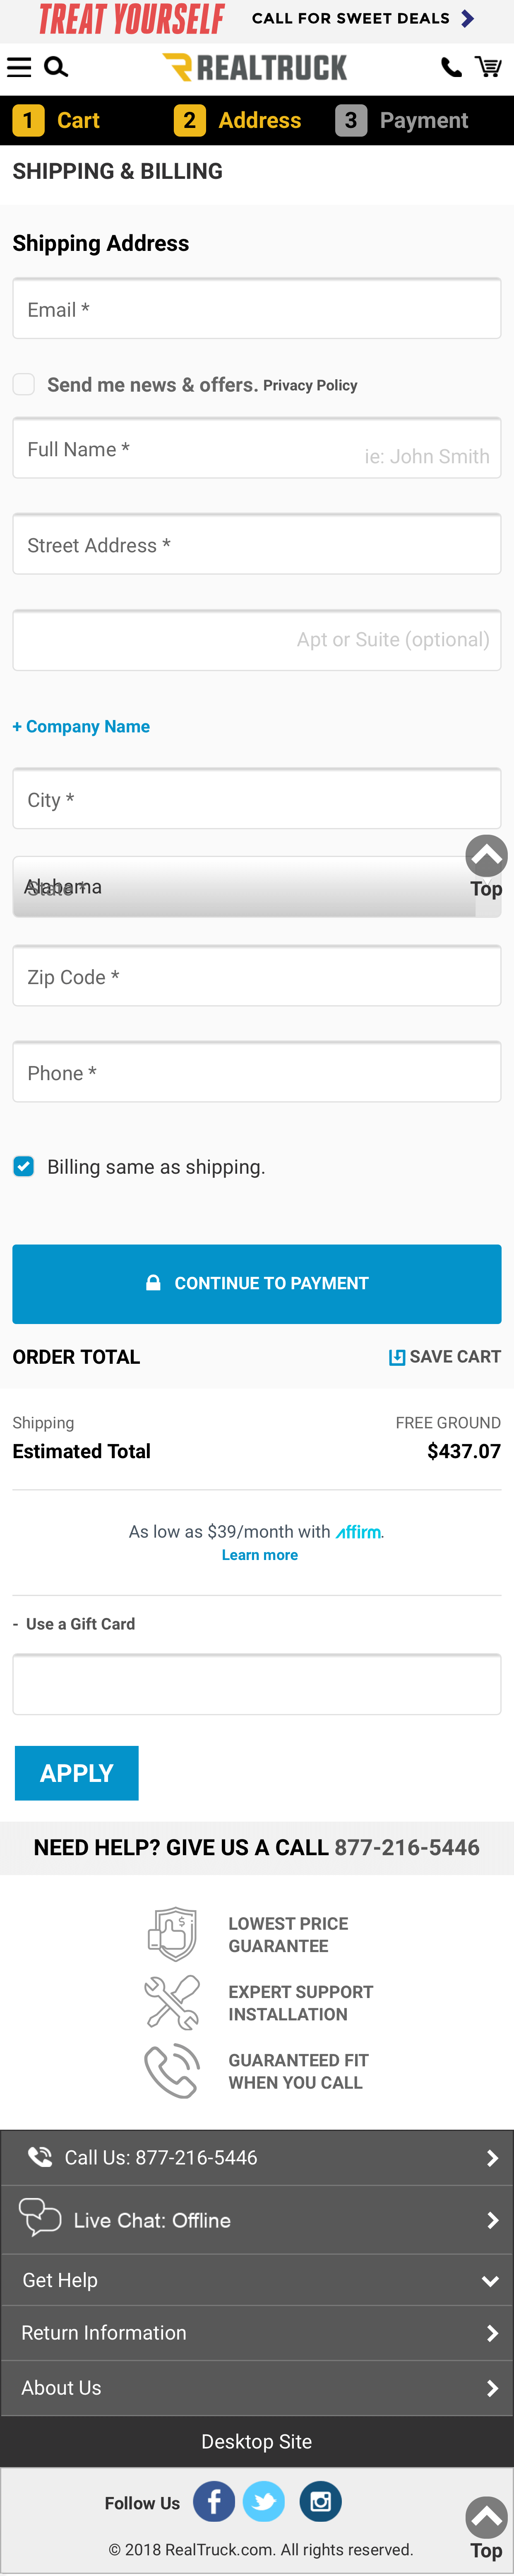 TREAT YOURSELF CALL FOR SWEET DEALS
REALTRUCK
1 Cart 2 Address 3 Payment
SHIPPING & BILLING
Shipping Address
Email *
Send me news & offers. Privacy Policy
Full Name * ie: John Smith
Street Address *
Apt or Suite (optional)
+ Company Name
City *
Alabama
State *
Top
Zip Code *
Phone *
Billing same as shipping.
CONTINUE TO PAYMENT
ORDER TOTAL SAVE CART
Shipping FREE GROUND
Estimated Total $437.07
As low as $39/month with affirm.
Learn more
- Use a Gift Card
APPLY
NEED HELP? GIVE US A CALL 877-216-5446
LOWEST PRICE
GUARANTEE
EXPERT SUPPORT
INSTALLATION
GUARANTEED FIT
WHEN YOU CALL
Call Us: 877-216-5446
Live Chat: Offline
Get Help
Return Information
About Us
Desktop Site
Follow Us
© 2018 RealTruck.com. All rights reserved.
Top